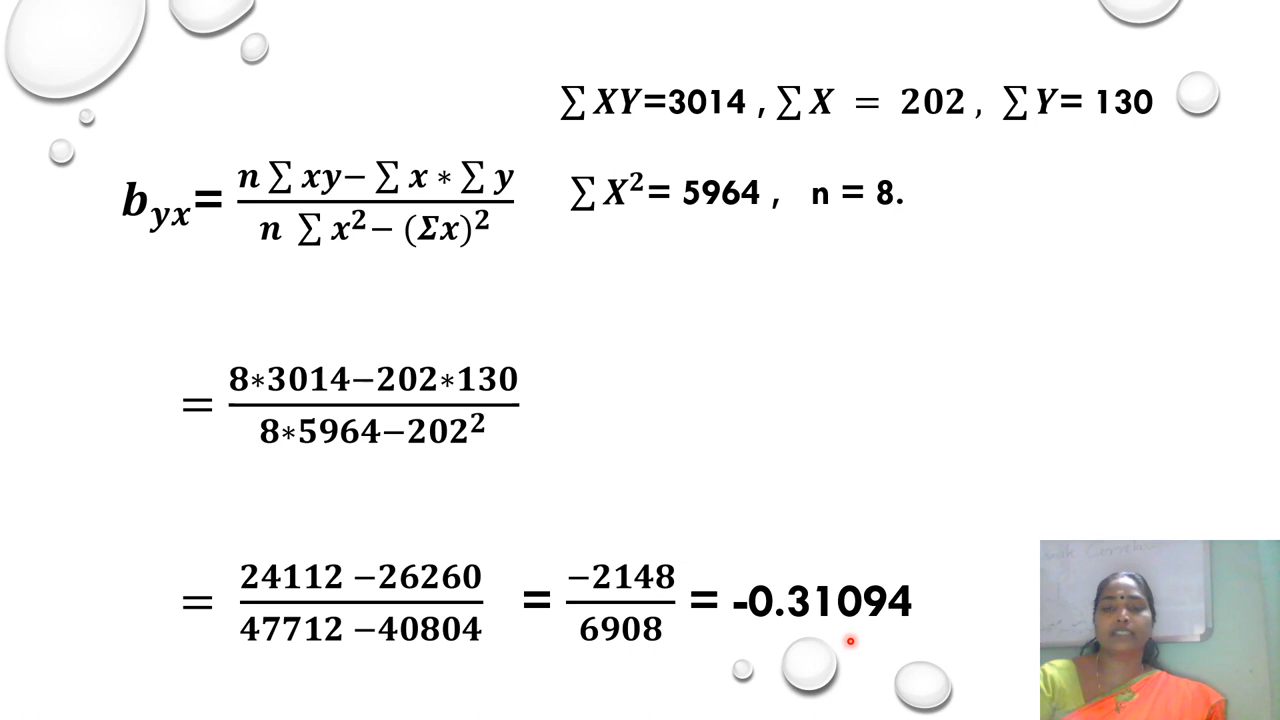 ∑XY=3014 , ∑X = 202 , ∑Y= 130
b_yx= (n∑xy− ∑x * ∑y)/(n ∑x²− (Σx)²)
∑X²= 5964 , n = 8.
= (8*3014−202*130)/(8*5964−202²)
= (24112 −26260)/(47712 −40804) = (−2148)/(6908) = -0.31094